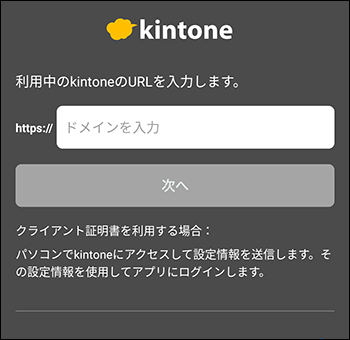 kintone
利用中のkintoneのURLを入力します。
https:// ドメインを入力
次へ
クライアント証明書を利用する場合：
パソコンでkintoneにアクセスして設定情報を送信します。そ
の設定情報を使用してアプリにログインします。